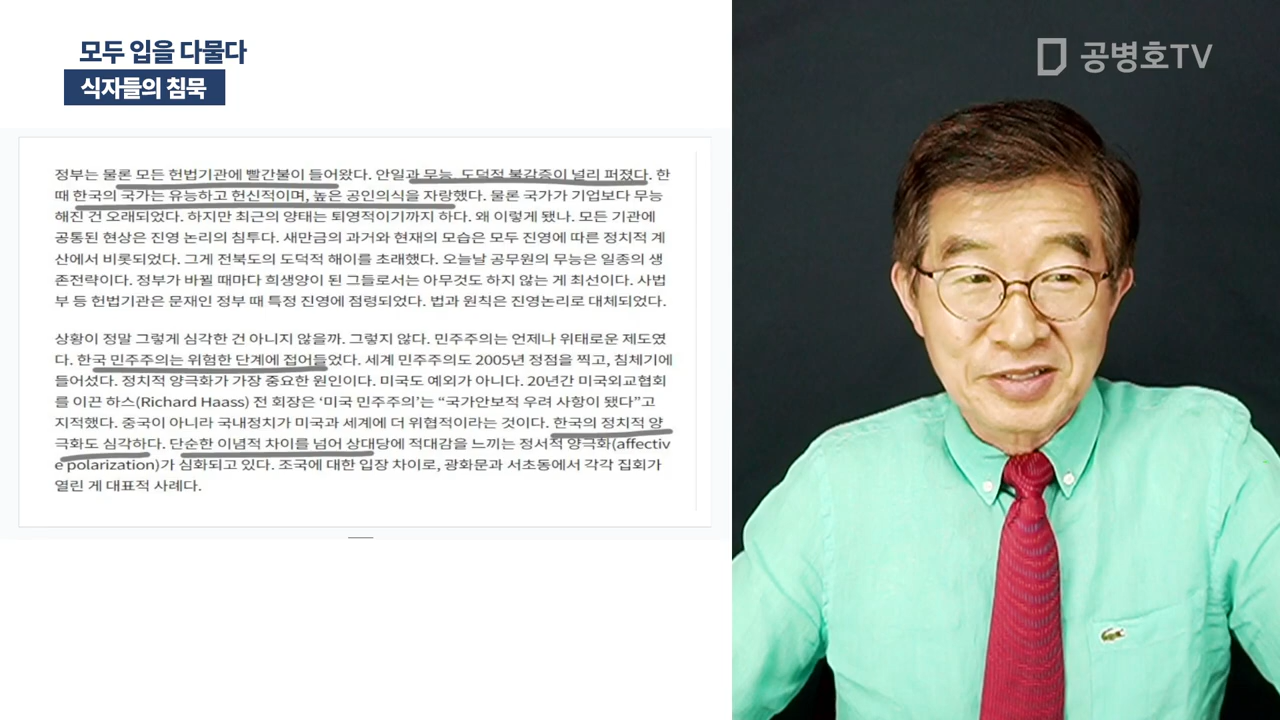 모두 입을 다물다
식자들의 침묵
공병호TV
정부는 물론 모든 헌법기관에 빨간불이 들어왔다. 안일과 무능, 도덕적 불감증이 널리 퍼졌다. 한
때 한국의 국가는 유능하고 헌신적이며, 높은 공인의식을 자랑했다. 물론 국가가 기업보다 무능
해진 건 오래되었다. 하지만 최근의 양태는 퇴영적이기까지 하다. 왜 이렇게 됐나. 모든 기관에
공통된 현상은 진영 논리의 침투다. 새만금의 과거와 현재의 모습은 모두 진영에 따른 정치적 계
산에서 비롯되었다. 그게 전북도의 도덕적 해이를 초래했다. 오늘날 공무원의 무능은 일종의 생
존전략이다. 정부가 바뀔 때마다 희생양이 된 그들로서는 아무것도 하지 않는 게 최선이다. 사법
부 등 헌법기관은 문재인 정부 때 특정 진영에 점령되었다. 법과 원칙은 진영논리로 대체되었다.
상황이 정말 그렇게 심각한 건 아니지 않을까. 그렇지 않다. 민주주의는 언제나 위태로운 제도였
다. 한국 민주주의는 위험한 단계에 접어들었다. 세계 민주주의도 2005년 정점을 찍고, 침체기에
들어섰다. 정치적 양극화가 가장 중요한 원인이다. 미국도 예외가 아니다. 20년간 미국외교협회
를 이끈 하스(Richard Haass) 전 회장은 ‘미국 민주주의’는 “국가안보적 우려 사항이 됐다”고
지적했다. 중국이 아니라 국내정치가 미국과 세계에 더 위협적이라는 것이다. 한국의 정치적 양
극화도 심각하다. 단순한 이념적 차이를 넘어 상대당에 적대감을 느끼는 정서적 양극화(affectiv
e polarization)가 심화되고 있다. 조국에 대한 입장 차이로, 광화문과 서초동에서 각각 집회가
열린 게 대표적 사례다.